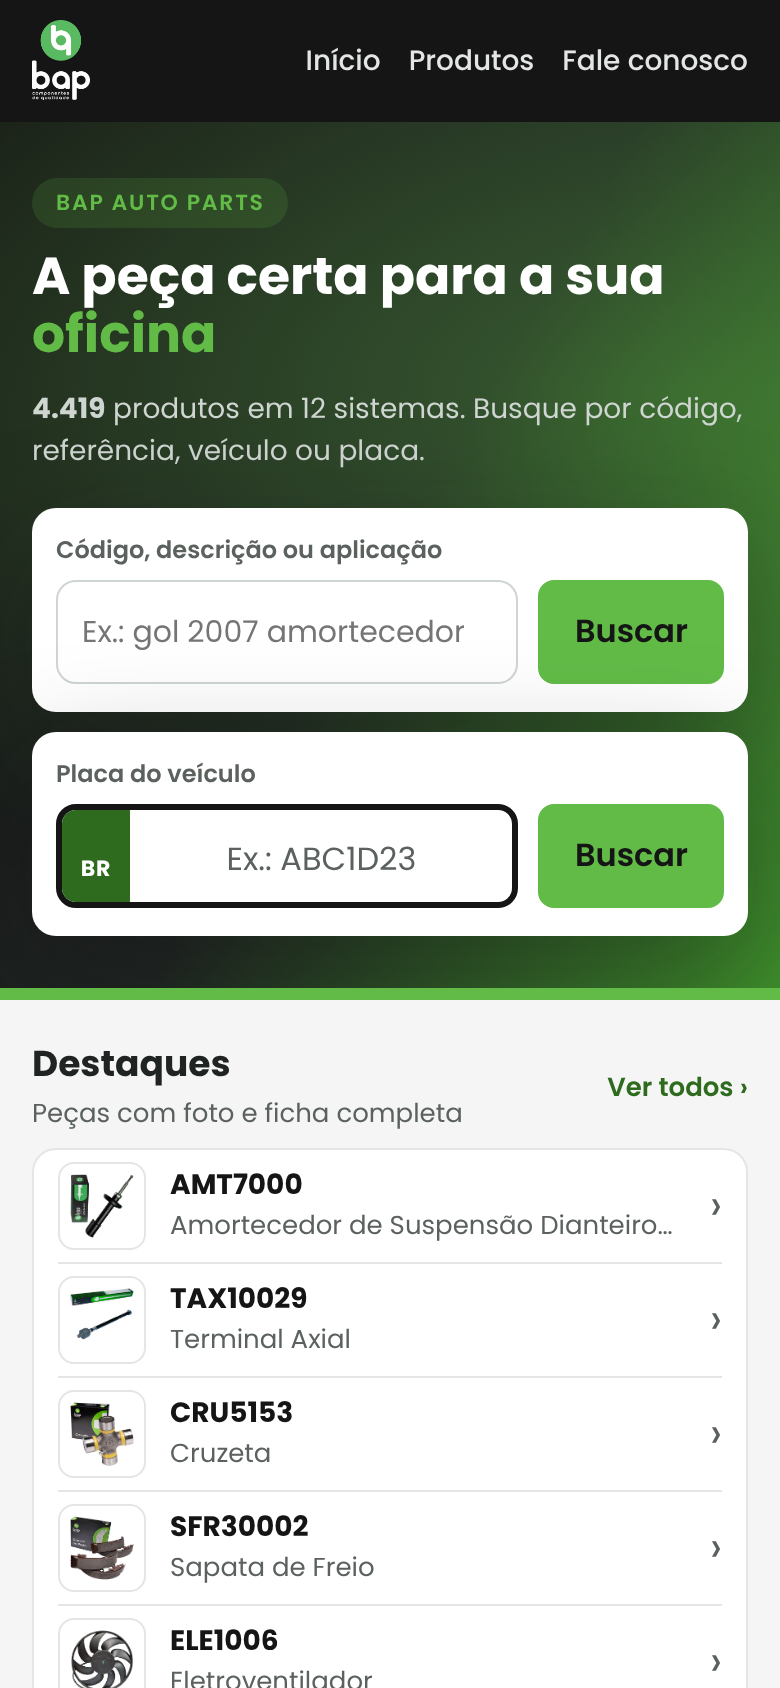 bap
componentes
de qualidade
Início Produtos Fale conosco
BAP AUTO PARTS
A peça certa para a sua
oficina
4.419 produtos em 12 sistemas. Busque por código,
referência, veículo ou placa.
Código, descrição ou aplicação
Ex.: gol 2007 amortecedor
Buscar
Placa do veículo
BR
Ex.: ABC1D23
Buscar
Destaques
Peças com foto e ficha completa
Ver todos ›
AMT7000
Amortecedor de Suspensão Dianteiro...
TAX10029
Terminal Axial
CRU5153
Cruzeta
SFR30002
Sapata de Freio
ELE1006
Eletroventilador